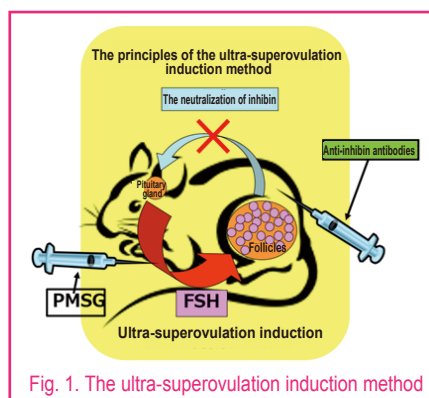 The principles of the ultra-superovulation
induction method
The neutralization of inhibin
Anti-inhibin antibodies
Pituitary
gland
Follicles
PMSG
FSH
Ultra-superovulation induction
Fig. 1. The ultra-superovulation induction method